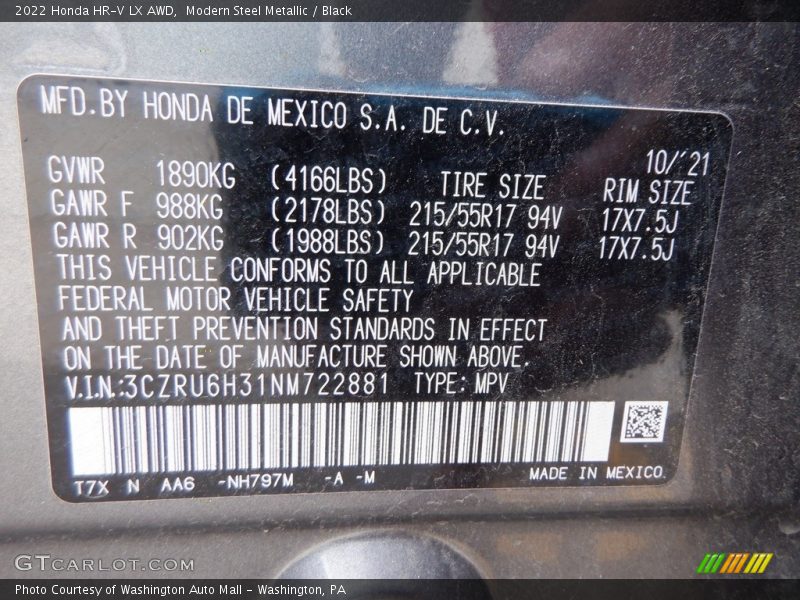 2022 Honda HR-V LX AWD,  Modern Steel Metallic / Black
MFD.BY HONDA DE MEXICO S.A. DE C.V.
10/'21
GVWR 1890KG (4166LBS) TIRE SIZE RIM SIZE
GAWR F 988KG (2178LBS) 215/55R17 94V 17X7.5J
GAWR R 902KG (1988LBS) 215/55R17 94V 17X7.5J
THIS VEHICLE CONFORMS TO ALL APPLICABLE
FEDERAL MOTOR VEHICLE SAFETY
AND THEFT PREVENTION STANDARDS IN EFFECT
ON THE DATE OF MANUFACTURE SHOWN ABOVE.
V.I.N.:3CZRU6H31NM722881 TYPE: MPV
T7X N AA6 -NH797M -A -M MADE IN MEXICO
GTCARLOT.COM
Photo Courtesy of Washington Auto Mall - Washington, PA